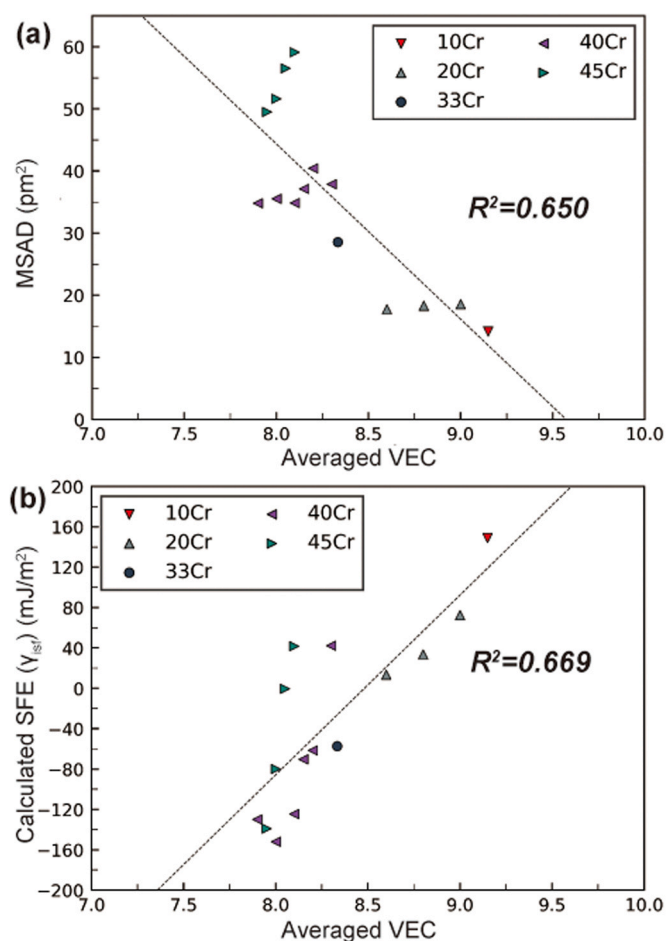 (a)
60
50
40
30
20
10
0
MSAD (pm²)
10Cr 40Cr
20Cr 45Cr
33Cr
R²=0.650
7.0 7.5 8.0 8.5 9.0 9.5 10.0
Averaged VEC
(b)
200
160
120
80
40
0
−40
−80
−120
−160
−200
Calculated SFE (γisf) (mJ/m²)
10Cr 40Cr
20Cr 45Cr
33Cr
R²=0.669
7.0 7.5 8.0 8.5 9.0 9.5 10.0
Averaged VEC